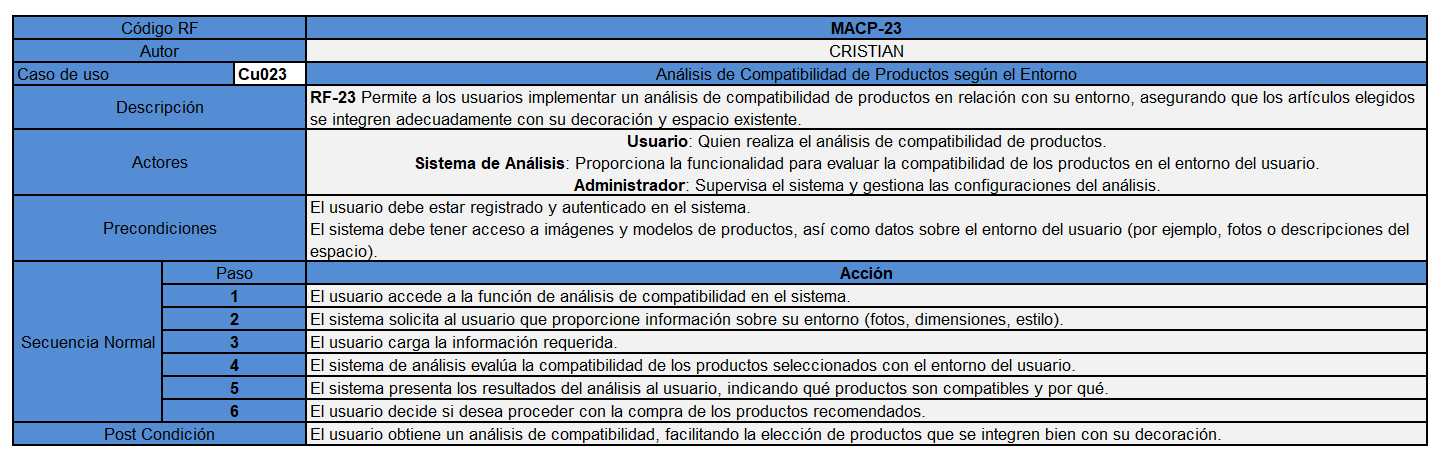 Código RF MACP-23
Autor CRISTIAN
Caso de uso Cu023 Análisis de Compatibilidad de Productos según el Entorno
Descripción
RF-23 Permite a los usuarios implementar un análisis de compatibilidad de productos en relación con su entorno, asegurando que los artículos elegidos
se integren adecuadamente con su decoración y espacio existente.
Actores
Usuario: Quien realiza el análisis de compatibilidad de productos.
Sistema de Análisis: Proporciona la funcionalidad para evaluar la compatibilidad de los productos en el entorno del usuario.
Administrador: Supervisa el sistema y gestiona las configuraciones del análisis.
Precondiciones
El usuario debe estar registrado y autenticado en el sistema.
El sistema debe tener acceso a imágenes y modelos de productos, así como datos sobre el entorno del usuario (por ejemplo, fotos o descripciones del
espacio).
Secuencia Normal
Paso Acción
1 El usuario accede a la función de análisis de compatibilidad en el sistema.
2 El sistema solicita al usuario que proporcione información sobre su entorno (fotos, dimensiones, estilo).
3 El usuario carga la información requerida.
4 El sistema de análisis evalúa la compatibilidad de los productos seleccionados con el entorno del usuario.
5 El sistema presenta los resultados del análisis al usuario, indicando qué productos son compatibles y por qué.
6 El usuario decide si desea proceder con la compra de los productos recomendados.
Post Condición El usuario obtiene un análisis de compatibilidad, facilitando la elección de productos que se integren bien con su decoración.